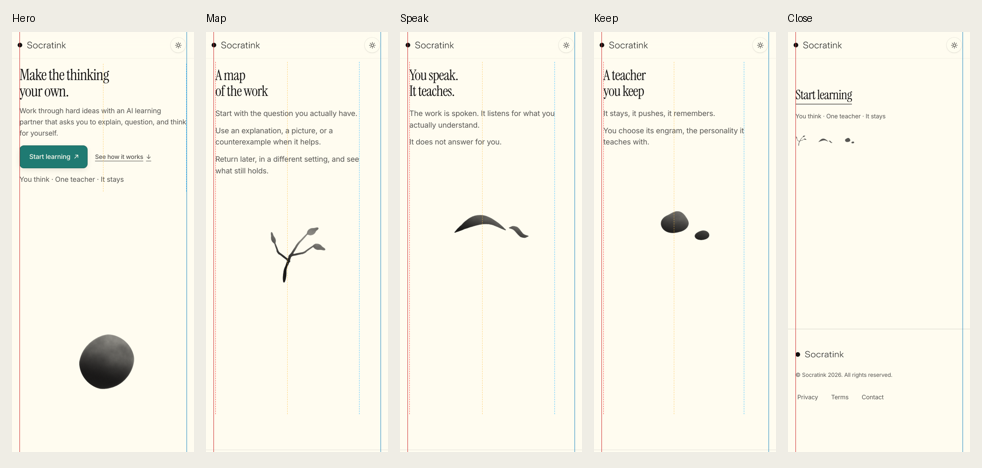 Hero
Socratink
Make the thinking
your own.
Work through hard ideas with an AI learning
partner that asks you to explain, question, and think
for yourself.
Start learning ↗ See how it works ↓
You think · One teacher · It stays
Map
Socratink
A map
of the work
Start with the question you actually have.
Use an explanation, a picture, or a
counterexample when it helps.
Return later, in a different setting, and see
what still holds.
Speak
Socratink
You speak.
It teaches.
The work is spoken. It listens for what you
actually understand.
It does not answer for you.
Keep
Socratink
A teacher
you keep
It stays, it pushes, it remembers.
You choose its engram, the personality it
teaches with.
Close
Socratink
Start learning
You think · One teacher · It stays
Socratink
© Socratink 2026. All rights reserved.
Privacy Terms Contact